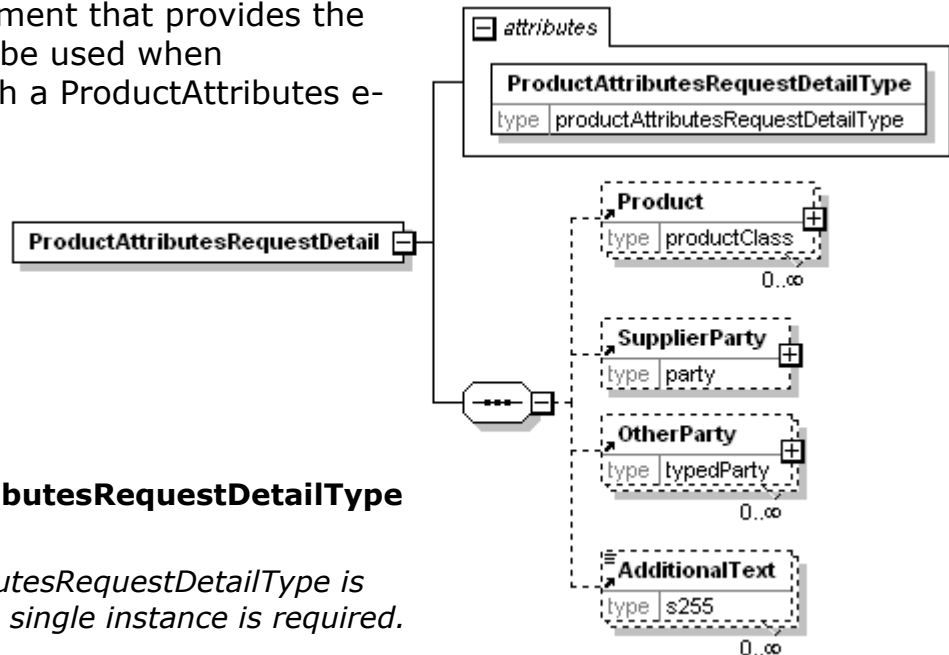 ment that provides the
be used when
h a ProductAttributes e-
ibutesRequestDetailType
utesRequestDetailType is
single instance is required.
attributes
ProductAttributesRequestDetailType
type productAttributesRequestDetailType
ProductAttributesRequestDetail
Product
type productClass
0..∞
SupplierParty
type party
OtherParty
type typedParty
0..∞
AdditionalText
type s255
0..∞